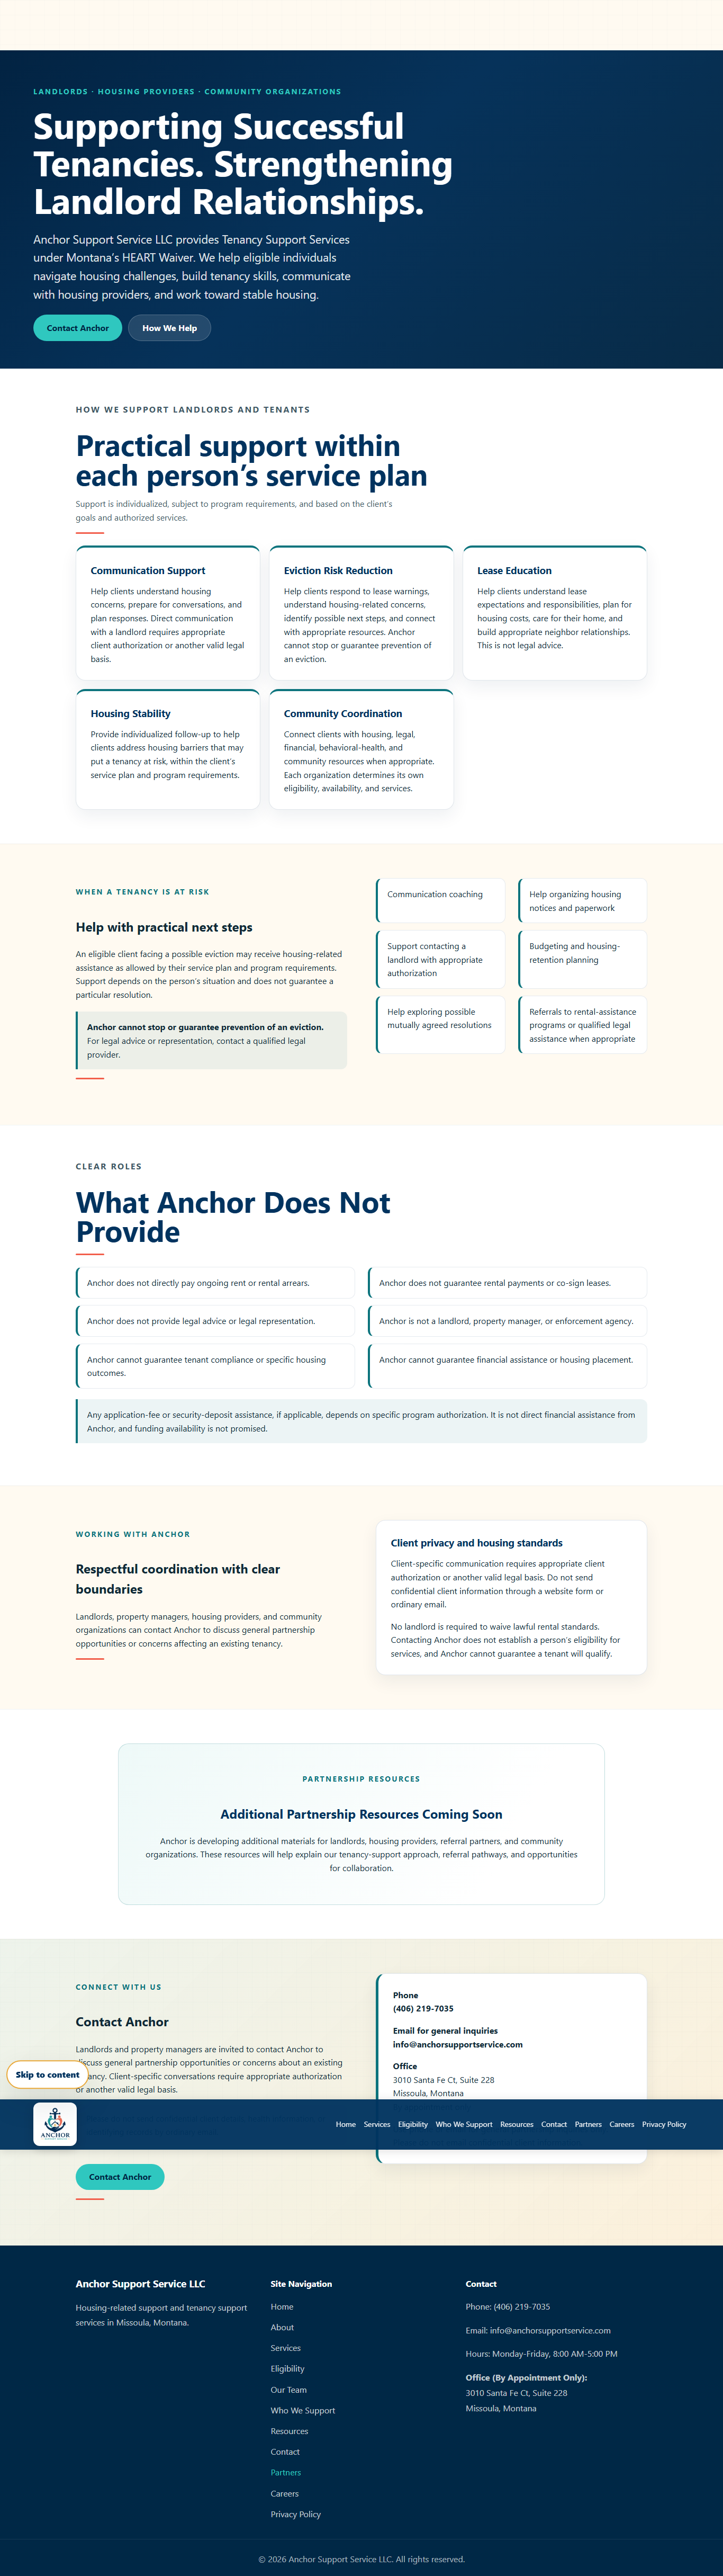 LANDLORDS · HOUSING PROVIDERS · COMMUNITY ORGANIZATIONS
Supporting Successful
Tenancies. Strengthening
Landlord Relationships.
Anchor Support Service LLC provides Tenancy Support Services
under Montana’s HEART Waiver. We help eligible individuals
navigate housing challenges, build tenancy skills, communicate
with housing providers, and work toward stable housing.
Contact Anchor
How We Help
HOW WE SUPPORT LANDLORDS AND TENANTS
Practical support within
each person’s service plan
Support is individualized, subject to program requirements, and based on the client’s
goals and authorized services.
Communication Support
Help clients understand housing
concerns, prepare for conversations, and
plan responses. Direct communication
with a landlord requires appropriate
client authorization or another valid legal
basis.
Eviction Risk Reduction
Help clients respond to lease warnings,
understand housing-related concerns,
identify possible next steps, and connect
with appropriate resources. Anchor
cannot stop or guarantee prevention of
an eviction.
Lease Education
Help clients understand lease
expectations and responsibilities, plan for
housing costs, care for their home, and
build appropriate neighbor relationships.
This is not legal advice.
Housing Stability
Provide individualized follow-up to help
clients address housing barriers that may
put a tenancy at risk, within the client’s
service plan and program requirements.
Community Coordination
Connect clients with housing, legal,
financial, behavioral-health, and
community resources when appropriate.
Each organization determines its own
eligibility, availability, and services.
WHEN A TENANCY IS AT RISK
Help with practical next steps
An eligible client facing a possible eviction may receive housing-related
assistance as allowed by their service plan and program requirements.
Support depends on the person’s situation and does not guarantee a
particular resolution.
Anchor cannot stop or guarantee prevention of an eviction.
For legal advice or representation, contact a qualified legal
provider.
Communication coaching
Help organizing housing
notices and paperwork
Support contacting a
landlord with appropriate
authorization
Budgeting and housing-
retention planning
Help exploring possible
mutually agreed resolutions
Referrals to rental-assistance
programs or qualified legal
assistance when appropriate
CLEAR ROLES
What Anchor Does Not
Provide
Anchor does not directly pay ongoing rent or rental arrears.
Anchor does not guarantee rental payments or co-sign leases.
Anchor does not provide legal advice or legal representation.
Anchor is not a landlord, property manager, or enforcement agency.
Anchor cannot guarantee tenant compliance or specific housing
outcomes.
Anchor cannot guarantee financial assistance or housing placement.
Any application-fee or security-deposit assistance, if applicable, depends on specific program authorization. It is not direct financial assistance from
Anchor, and funding availability is not promised.
WORKING WITH ANCHOR
Respectful coordination with clear
boundaries
Landlords, property managers, housing providers, and community
organizations can contact Anchor to discuss general partnership
opportunities or concerns affecting an existing tenancy.
Client privacy and housing standards
Client-specific communication requires appropriate client
authorization or another valid legal basis. Do not send
confidential client information through a website form or
ordinary email.
No landlord is required to waive lawful rental standards.
Contacting Anchor does not establish a person’s eligibility for
services, and Anchor cannot guarantee a tenant will qualify.
PARTNERSHIP RESOURCES
Additional Partnership Resources Coming Soon
Anchor is developing additional materials for landlords, housing providers, referral partners, and community
organizations. These resources will help explain our tenancy-support approach, referral pathways, and opportunities
for collaboration.
CONNECT WITH US
Contact Anchor
Landlords and property managers are invited to contact Anchor to
discuss general partnership opportunities or concerns about an existing
tenancy. Client-specific conversations require appropriate authorization
or another valid legal basis.
Phone
(406) 219-7035
Email for general inquiries
info@anchorsupportservice.com
Office
3010 Santa Fe Ct, Suite 228
Missoula, Montana
Skip to content
ANCHOR
Home
Services
Eligibility
Who We Support
Resources
Contact
Partners
Careers
Privacy Policy
Contact Anchor
Anchor Support Service LLC
Housing-related support and tenancy support
services in Missoula, Montana.
Site Navigation
Home
About
Services
Eligibility
Our Team
Who We Support
Resources
Contact
Partners
Careers
Privacy Policy
Contact
Phone: (406) 219-7035
Email: info@anchorsupportservice.com
Hours: Monday-Friday, 8:00 AM-5:00 PM
Office (By Appointment Only):
3010 Santa Fe Ct, Suite 228
Missoula, Montana
© 2026 Anchor Support Service LLC. All rights reserved.